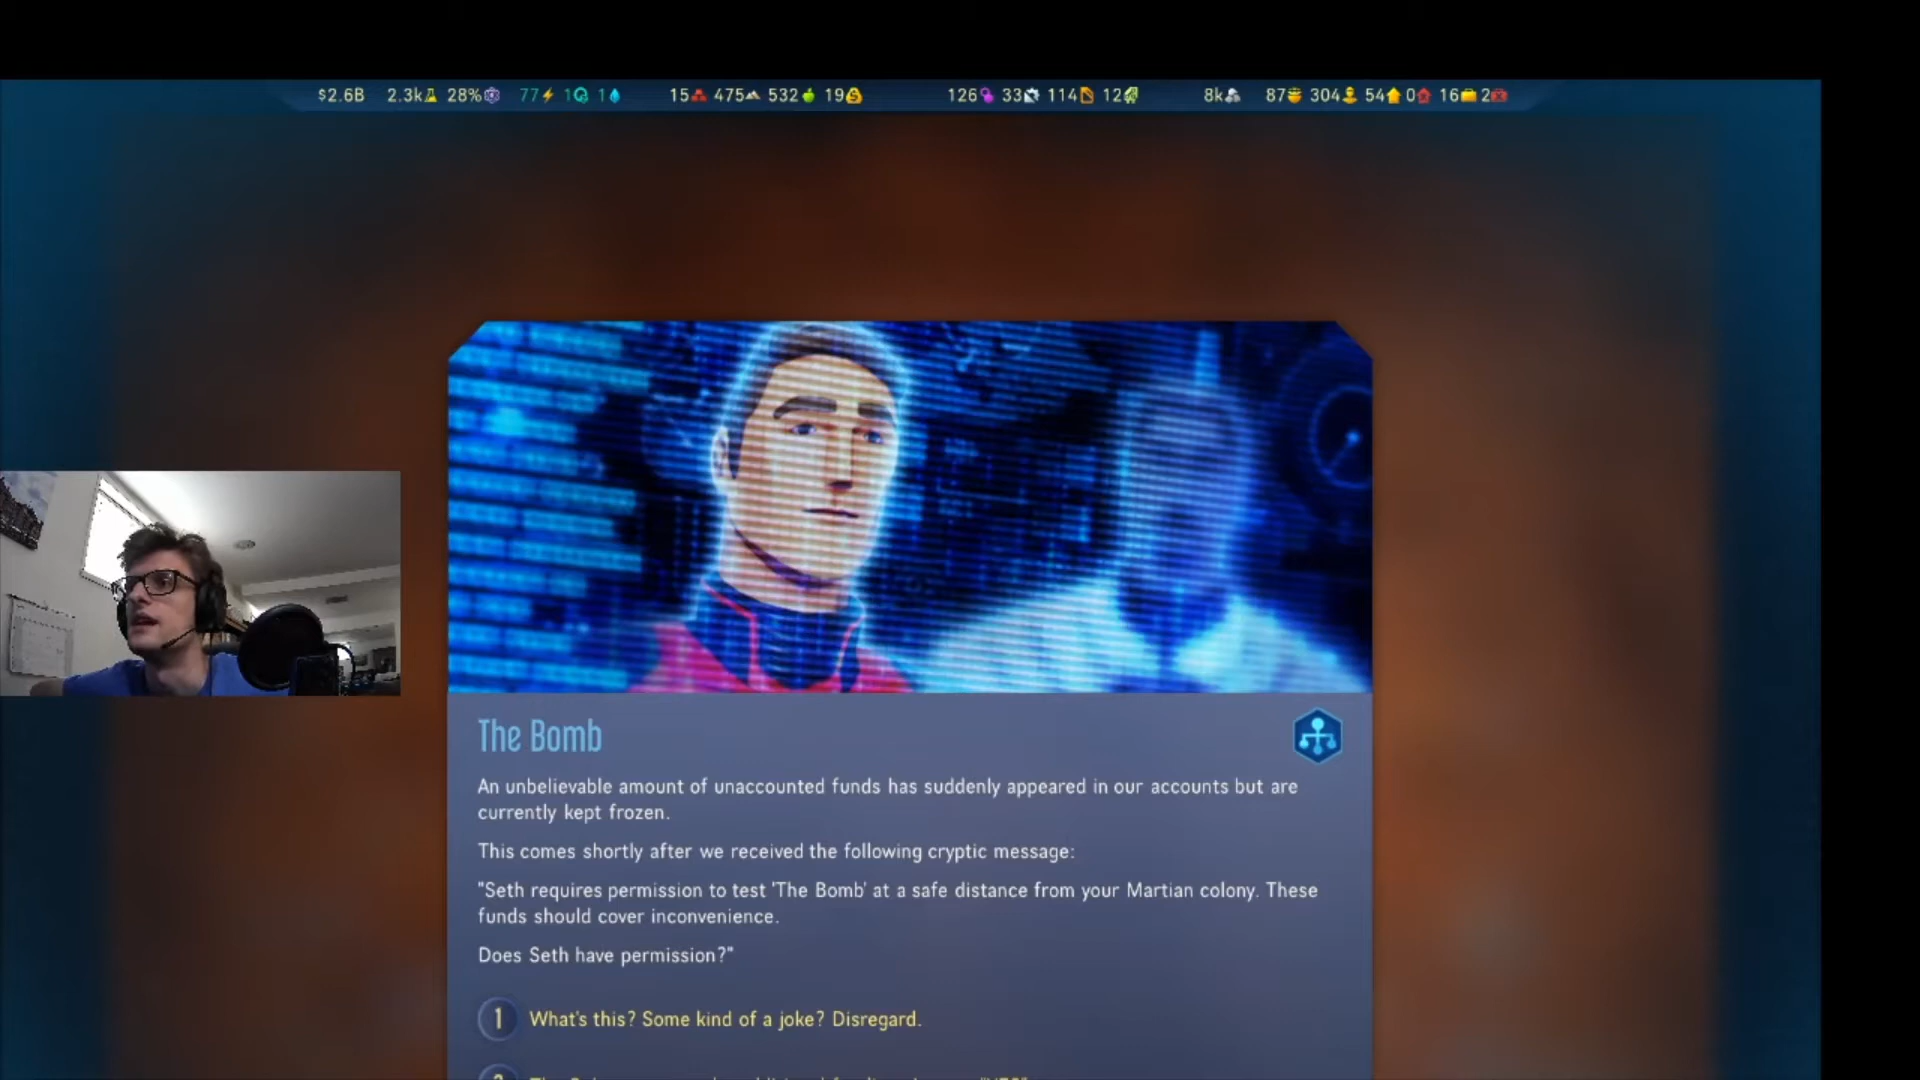 $2.6B 2.3k 28% 77 1 1 15 475 532 19 126 33 114 12 8k 87 304 54 0 16 2
The Bomb
An unbelievable amount of unaccounted funds has suddenly appeared in our accounts but are
currently kept frozen.
This comes shortly after we received the following cryptic message:
"Seth requires permission to test 'The Bomb' at a safe distance from your Martian colony. These
funds should cover inconvenience.
Does Seth have permission?"
1 What's this? Some kind of a joke? Disregard.